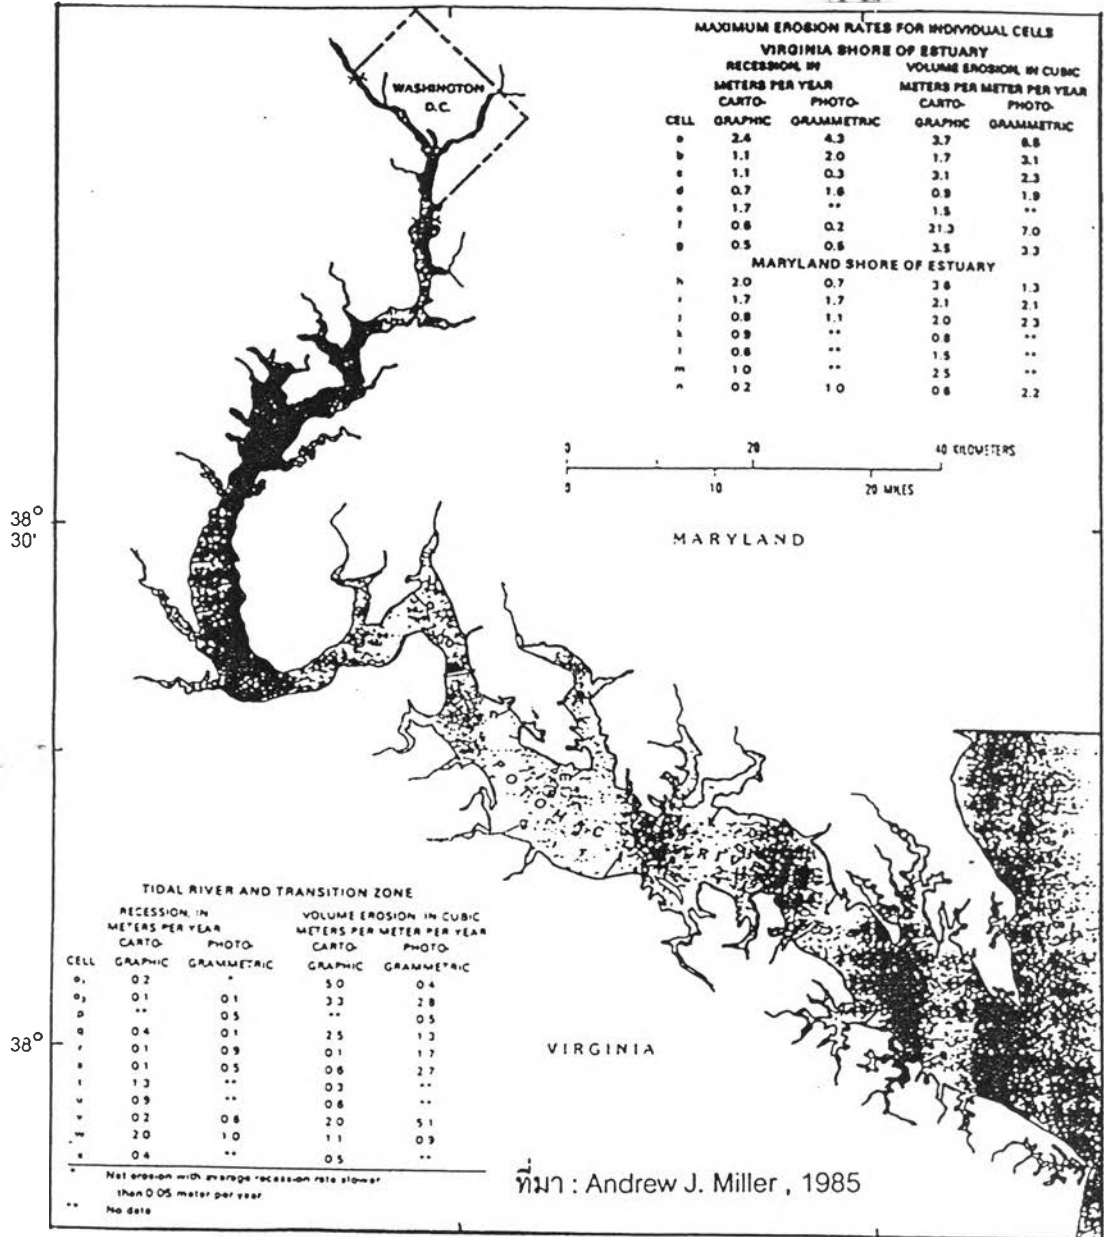 MAXIMUM EROSION RATES FOR INDIVIDUAL CELLS
VIRGINIA SHORE OF ESTUARY
RECESSION, IN VOLUME EROSION, IN CUBIC
METERS PER YEAR METERS PER METER PER YEAR
CARTO- PHOTO- CARTO- PHOTO-
CELL GRAPHIC GRAMMETRIC GRAPHIC GRAMMETRIC
a 2.4 4.3 3.7
b 1.1 2.0 1.7 3.1
c 1.1 0.3 3.1 2.3
d 0.7 1.6 0.9 1.9
e 1.7 ** 1.5 **
f 0.6 0.2 21.3 7.0
g 0.5 0.6 3.5 3.3
MARYLAND SHORE OF ESTUARY
h 2.0 0.7 3.6 1.3
i 1.7 1.7 2.1 2.1
j 0.8 1.1 2.0 2.3
k 0.9 ** 0.8 **
l 0.6 ** 1.5 **
m 1.0 ** 2.5 **
n 0.2 1.0 0.6 2.2
WASHINGTON
D.C.
0 20 40 KILOMETERS
0 10 20 MILES
38°
30'
MARYLAND
POTOMAC
RIV
TIDAL RIVER AND TRANSITION ZONE
RECESSION, IN VOLUME EROSION, IN CUBIC
METERS PER YEAR METERS PER METER PER YEAR
CARTO- PHOTO- CARTO- PHOTO-
CELL GRAPHIC GRAMMETRIC GRAPHIC GRAMMETRIC
o₁ 0.2 * 5.0 0.4
o₂ 0.1 0.1 3.3 2.8
p ** 0.5 ** 0.5
q 0.4 0.1 2.5 1.3
r 0.1 0.9 0.1 1.7
s 0.1 0.5 0.6 2.7
t 1.3 ** 0.3 **
u 0.9 ** 0.6 **
v 0.2 0.6 2.0 5.1
w 2.0 1.0 1.1 0.9
x 0.4 ** 0.5 **
* Net erosion with average recession rate slower
than 0.05 meter per year
** No data
38°
VIRGINIA
ที่มา : Andrew J. Miller , 1985